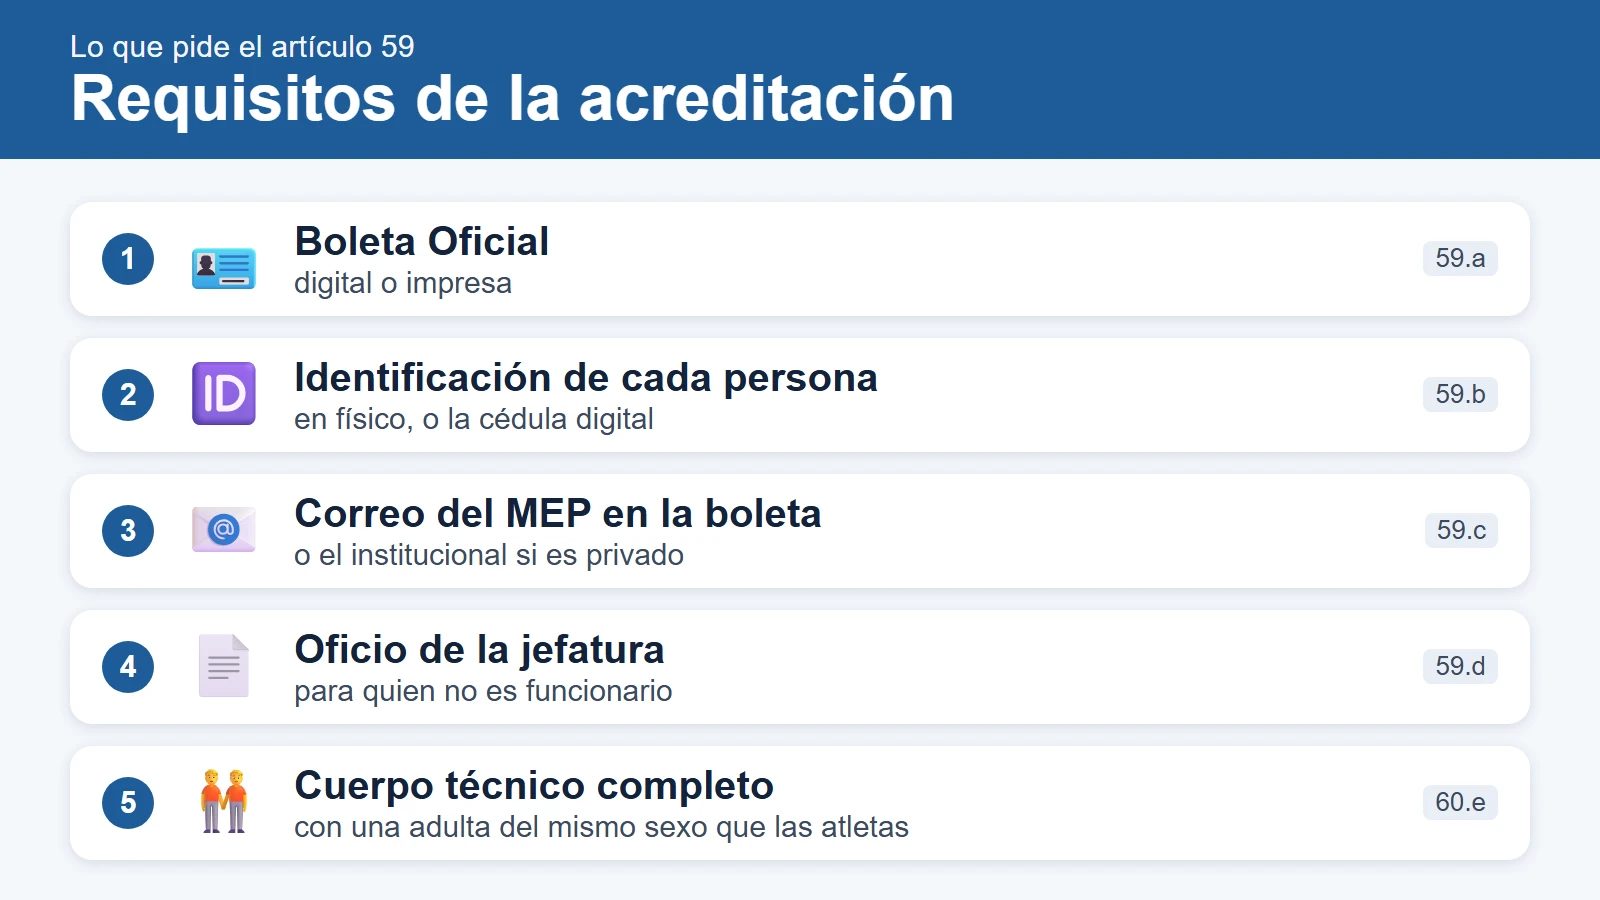 Lo que pide el artículo 59
Requisitos de la acreditación
1
Boleta Oficial
digital o impresa
59.a
2
ID
Identificación de cada persona
en físico, o la cédula digital
59.b
3
@
Correo del MEP en la boleta
o el institucional si es privado
59.c
4
Oficio de la jefatura
para quien no es funcionario
59.d
5
Cuerpo técnico completo
con una adulta del mismo sexo que las atletas
60.e